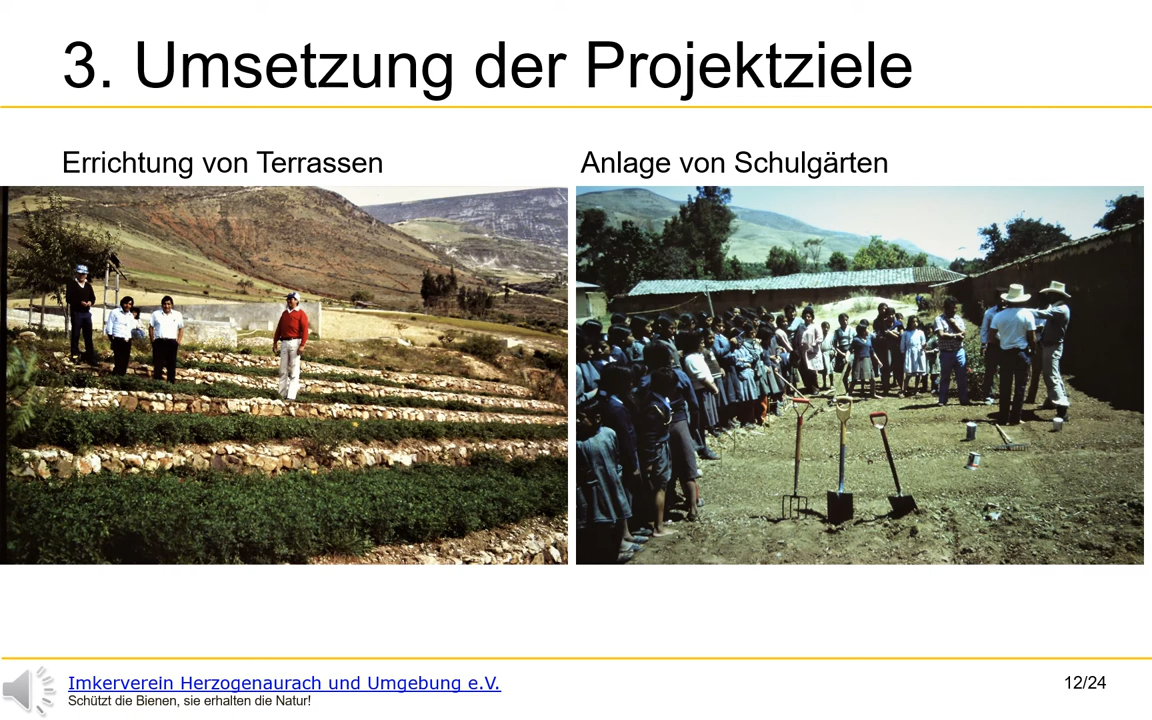 3. Umsetzung der Projektziele
Errichtung von Terrassen
Anlage von Schulgärten
Imkerverein Herzogenaurach und Umgebung e.V.
Schützt die Bienen, sie erhalten die Natur!
12/24